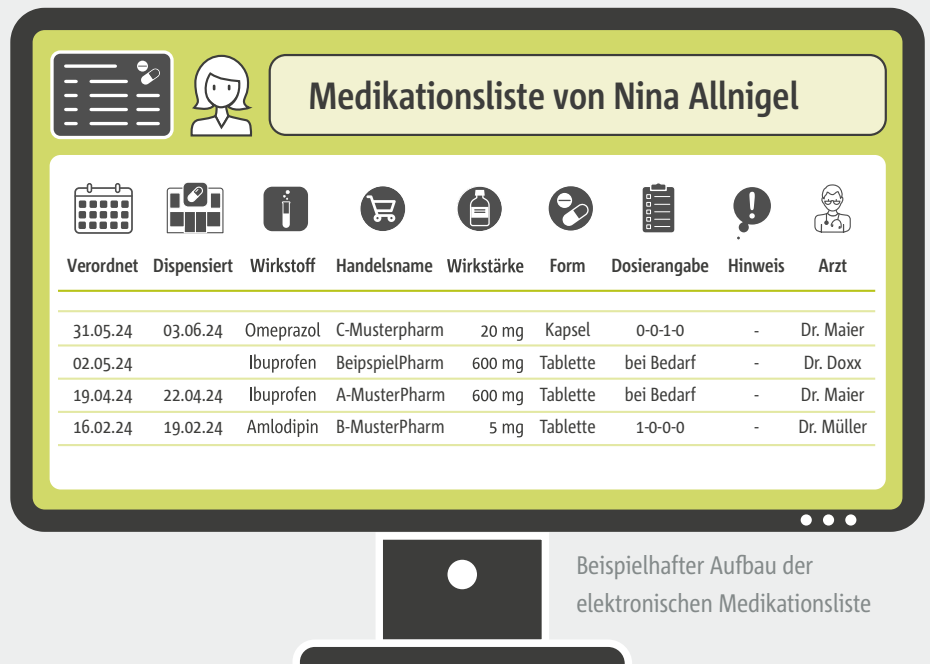 Medikationsliste von Nina Allnigel
Verordnet Dispensiert Wirkstoff Handelsname Wirkstärke Form Dosierangabe Hinweis Arzt
31.05.24 03.06.24 Omeprazol C-Musterpharm 20 mg Kapsel 0-0-1-0 - Dr. Maier
02.05.24 Ibuprofen BeipspielPharm 600 mg Tablette bei Bedarf - Dr. Doxx
19.04.24 22.04.24 Ibuprofen A-MusterPharm 600 mg Tablette bei Bedarf - Dr. Maier
16.02.24 19.02.24 Amlodipin B-MusterPharm 5 mg Tablette 1-0-0-0 - Dr. Müller
Beispielhafter Aufbau der
elektronischen Medikationsliste